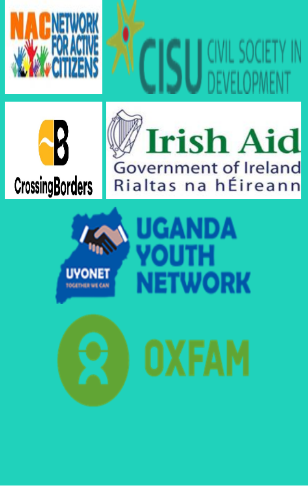 NAC NETWORK
FOR ACTIVE
CITIZENS
CISU CIVIL SOCIETY IN
DEVELOPMENT
B
CrossingBorders
Irish Aid
Government of Ireland
Rialtas na hÉireann
UYONET
TOGETHER WE CAN
UGANDA
YOUTH
NETWORK
OXFAM